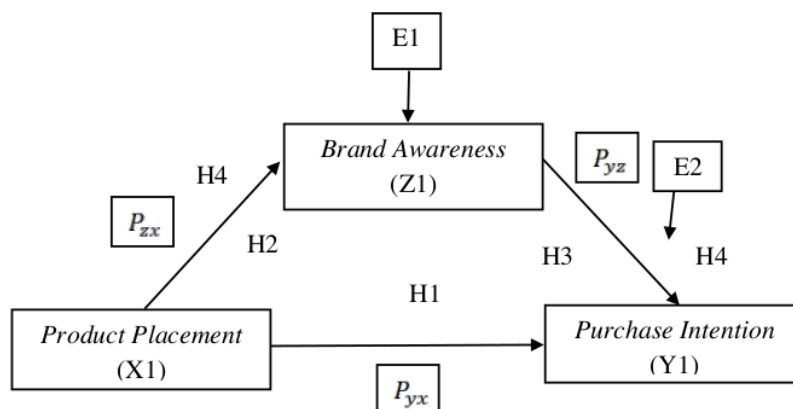 E1
Brand Awareness
(Z1)
P_yz
E2
H4
P_zx
H2
H3
H4
H1
Product Placement
(X1)
Purchase Intention
(Y1)
P_yx